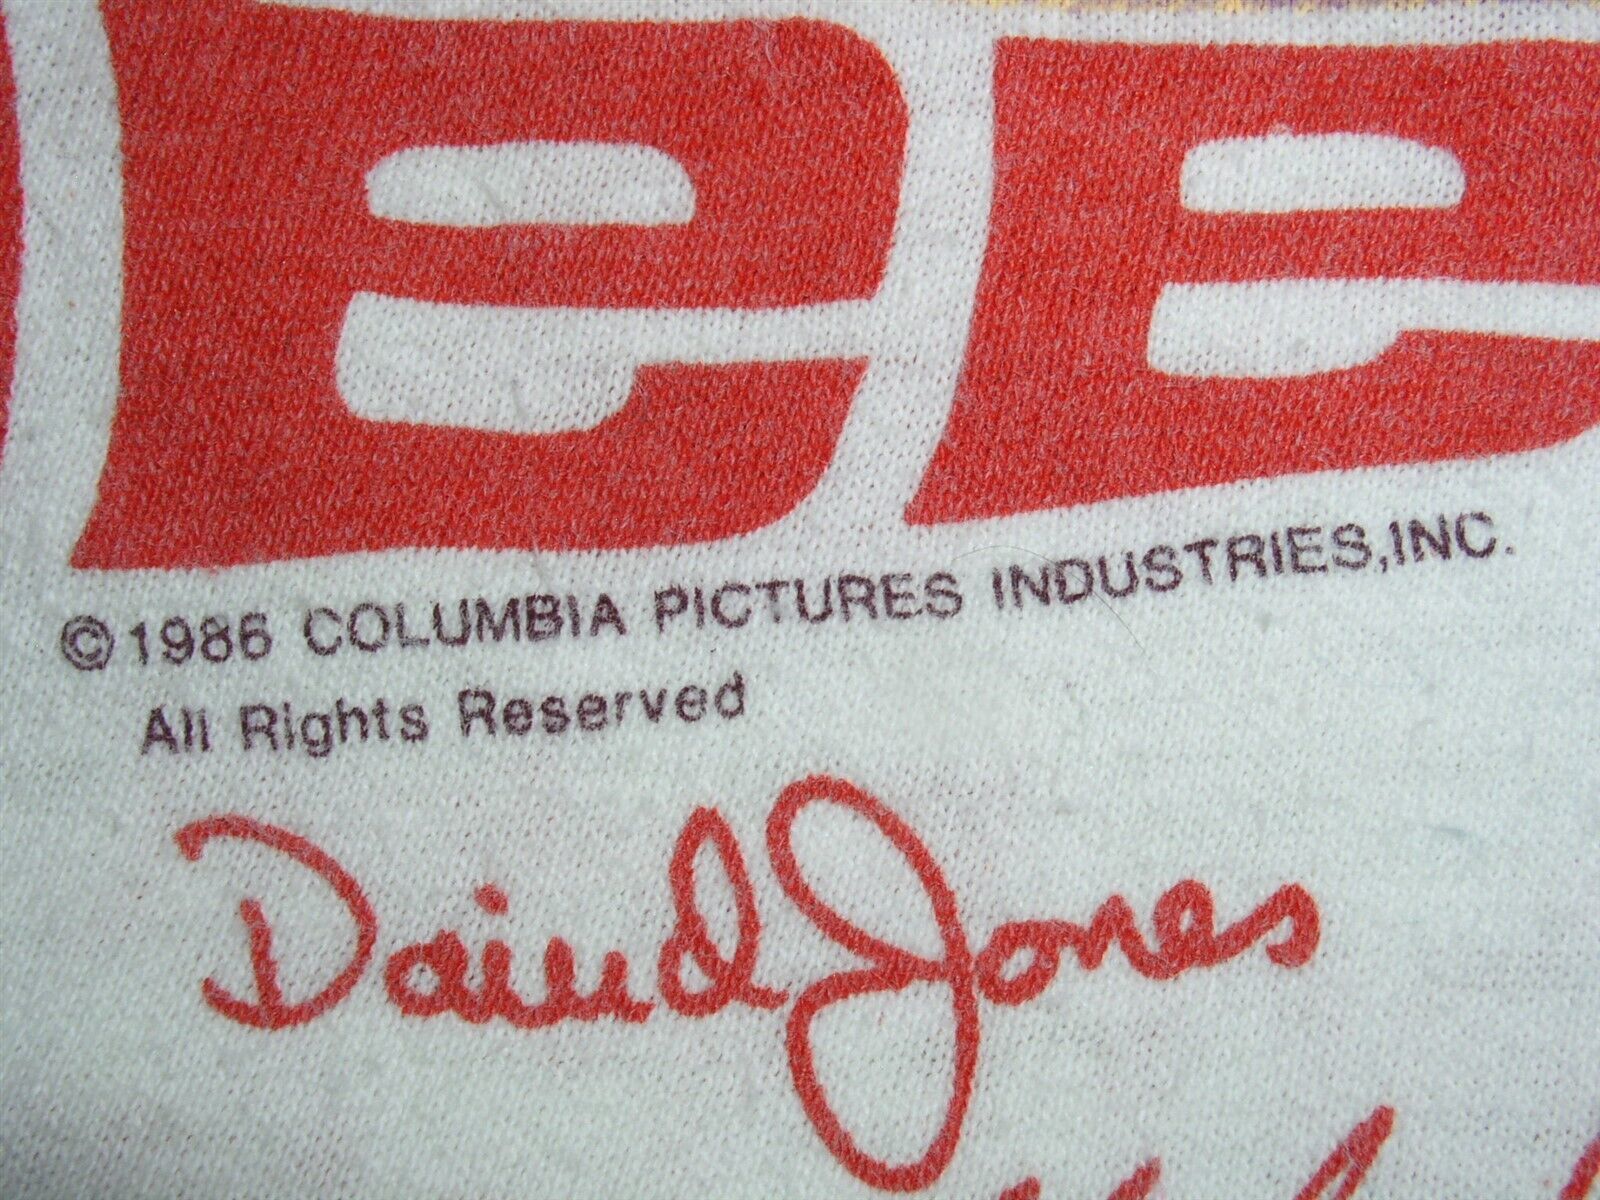 ee
©1986 COLUMBIA PICTURES INDUSTRIES,INC.
All Rights Reserved
David Jones